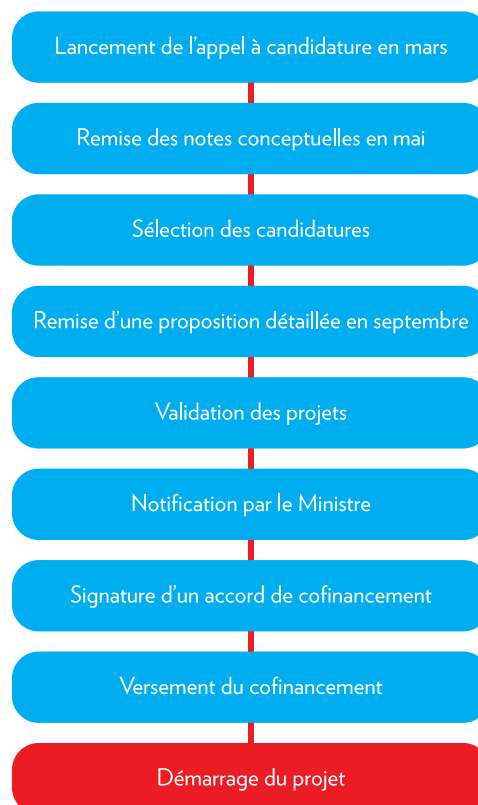 Lancement de l'appel à candidature en mars
Remise des notes conceptuelles en mai
Sélection des candidatures
Remise d'une proposition détaillée en septembre
Validation des projets
Notification par le Ministre
Signature d'un accord de cofinancement
Versement du cofinancement
Démarrage du projet